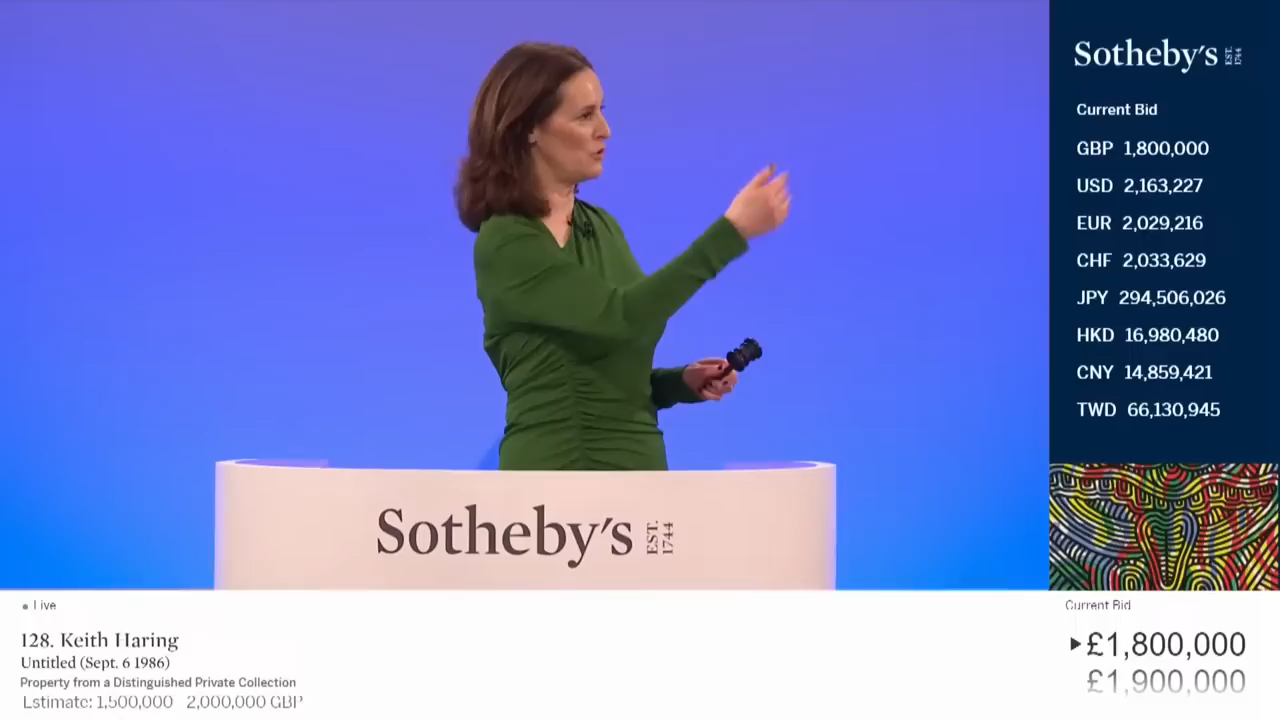 Sotheby's EST. 1744
Current Bid
GBP 1,800,000
USD 2,163,227
EUR 2,029,216
CHF 2,033,629
JPY 294,506,026
HKD 16,980,480
CNY 14,859,421
TWD 66,130,945
Sotheby's EST. 1744
Live
128. Keith Haring
Untitled (Sept. 6 1986)
Property from a Distinguished Private Collection
Estimate: 1,500,000 2,000,000 GBP
Current Bid
£1,800,000
£1,900,000